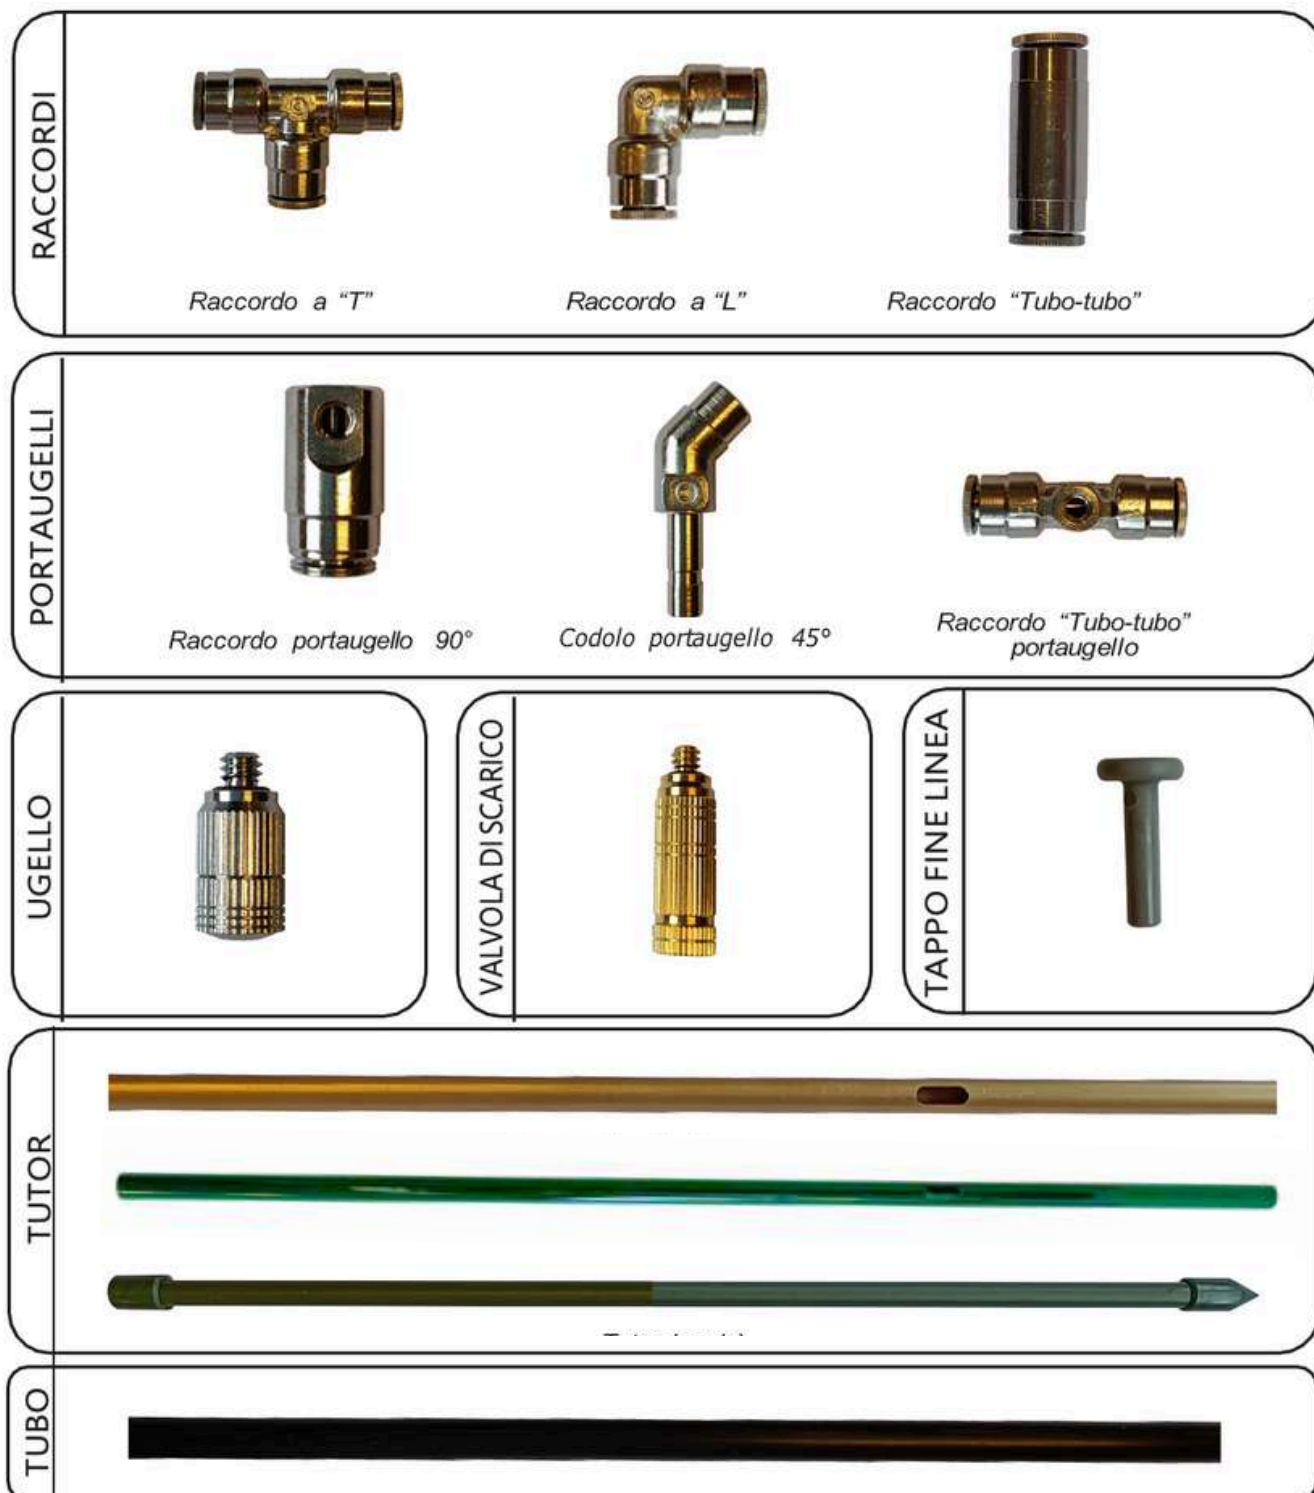 RACCORDI
Raccordo a “T”
Raccordo a “L”
Raccordo “Tubo-tubo”
PORTAUGELLI
Raccordo portaugello 90°
Codolo portaugello 45º
Raccordo “Tubo-tubo”
portaugello
UGELLO
VALVOLA DI SCARICO
TAPPO FINE LINEA
TUTOR
TUBO